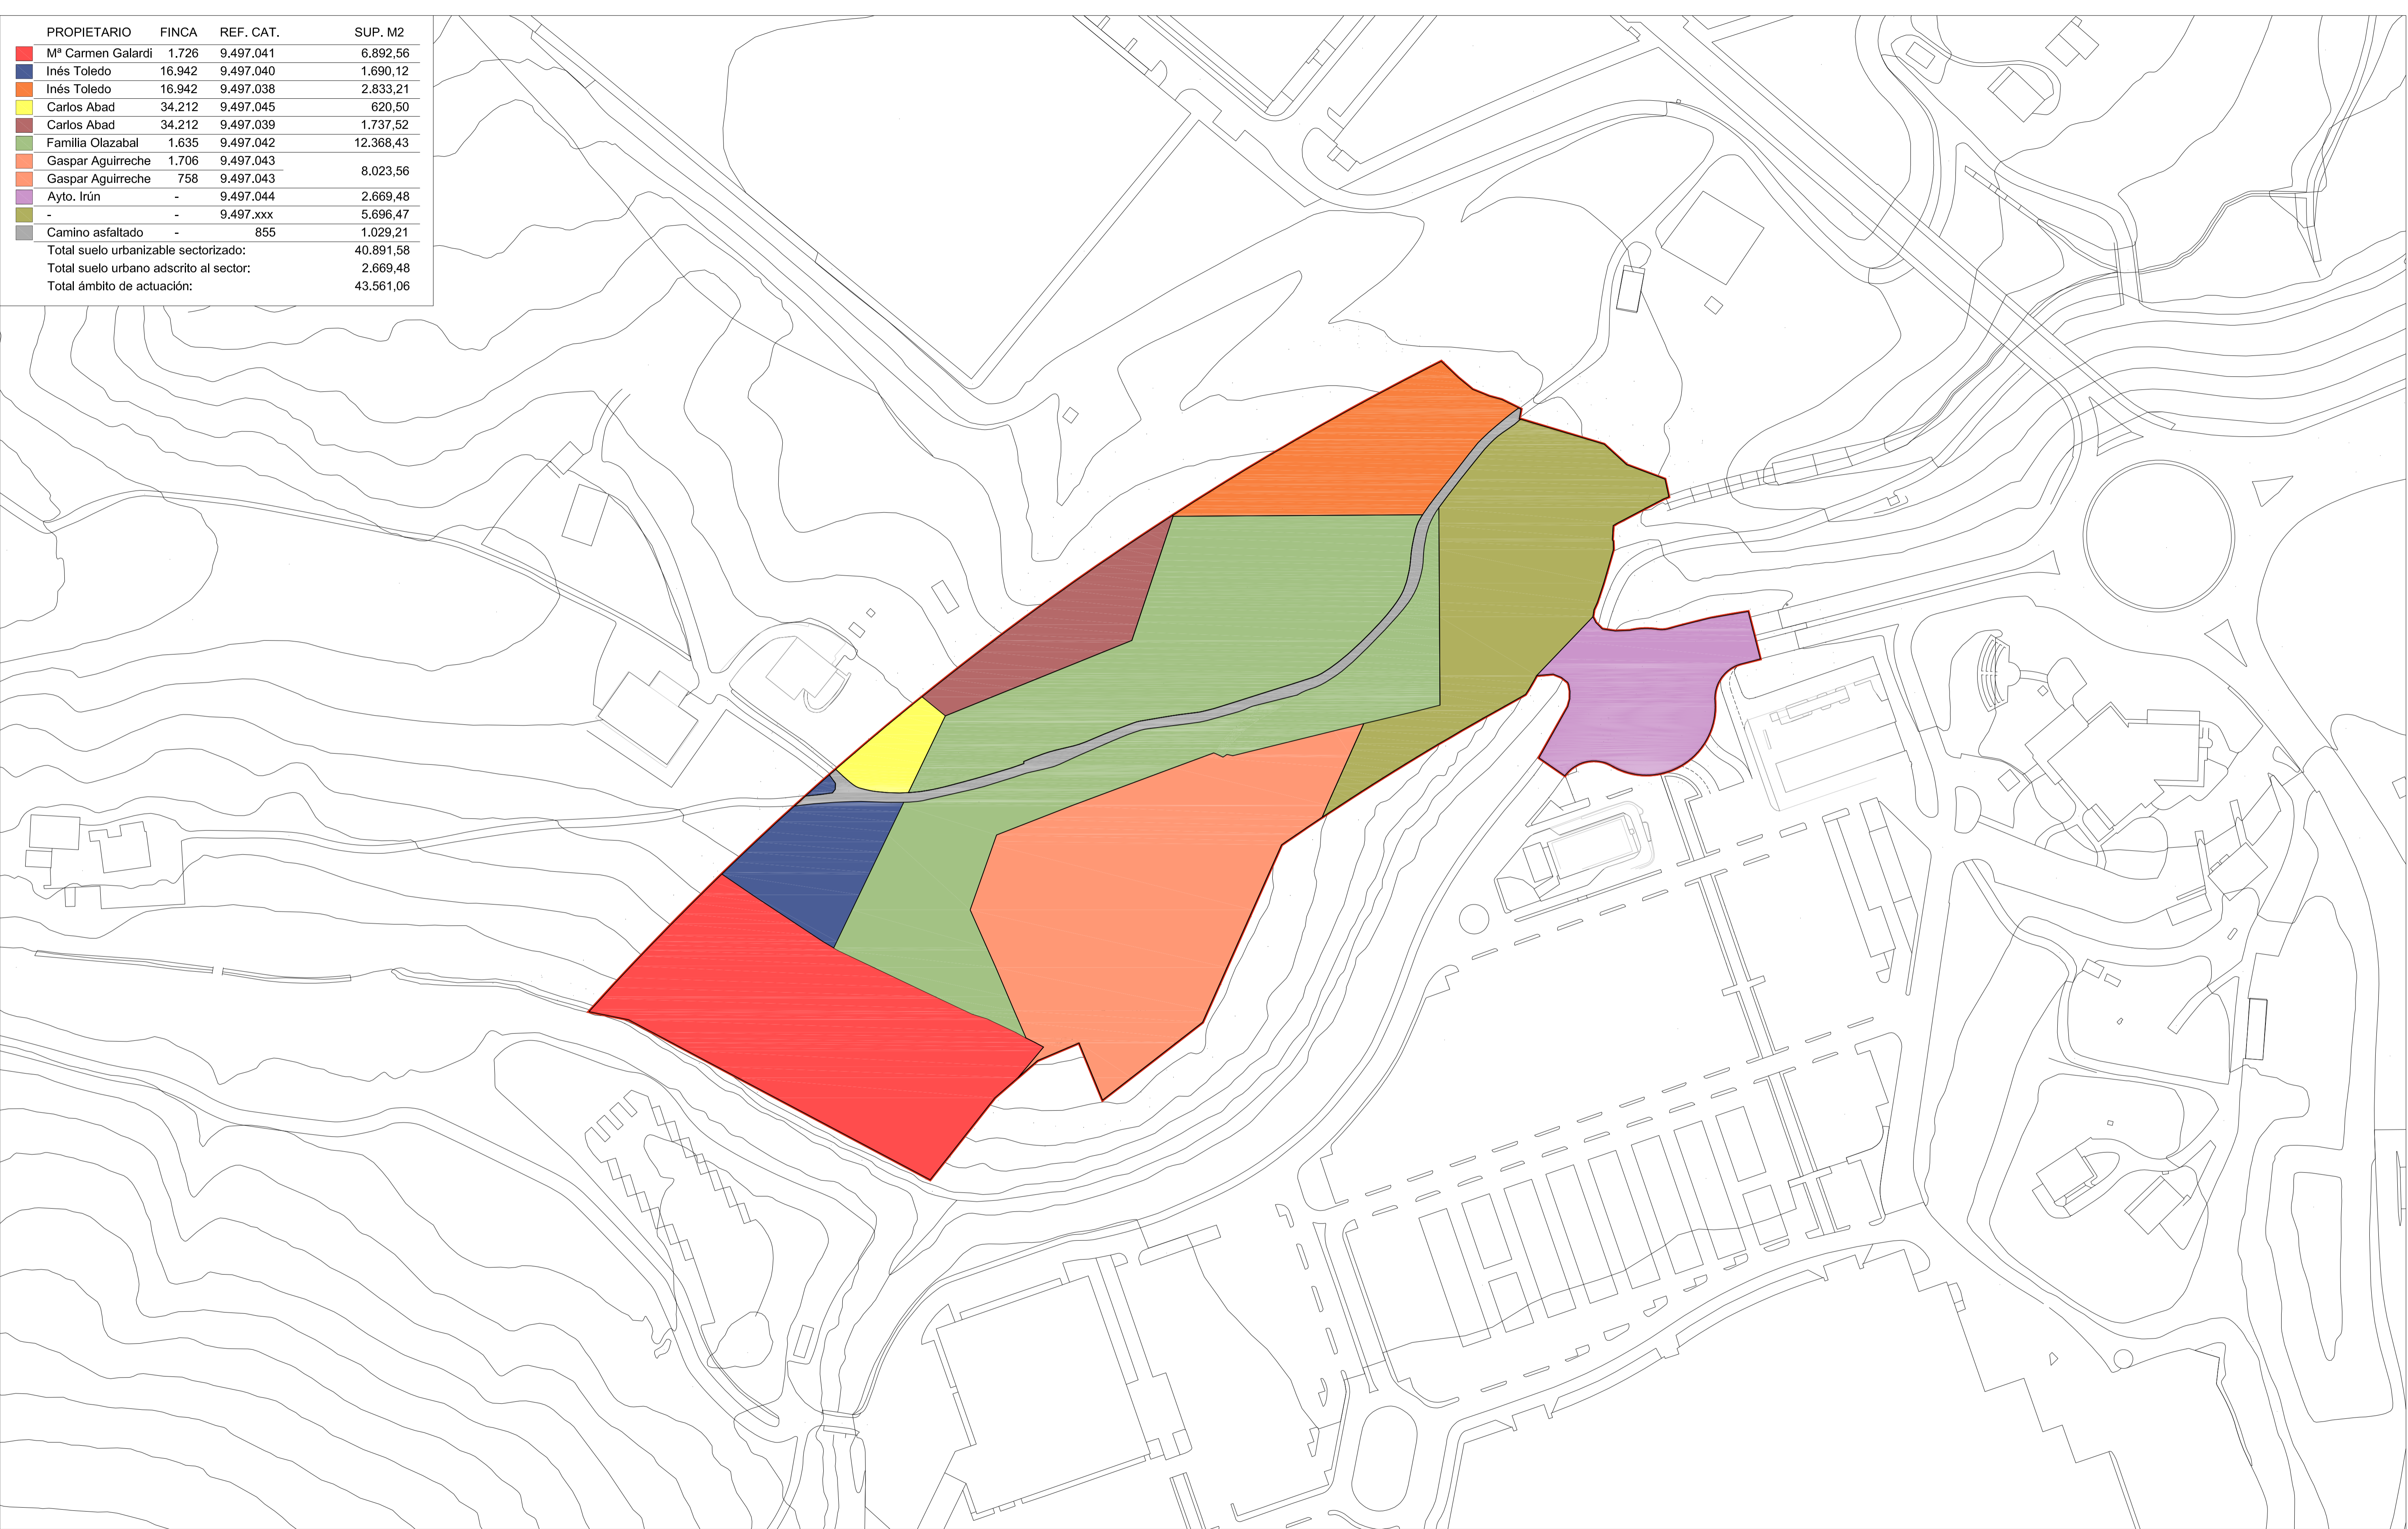 PROPIETARIO FINCA REF. CAT. SUP. M2
Mª Carmen Galardi 1.726 9.497.041 6.892,56
Inés Toledo 16.942 9.497.040 1.690,12
Inés Toledo 16.942 9.497.038 2.833,21
Carlos Abad 34.212 9.497.045 620,50
Carlos Abad 34.212 9.497.039 1.737,52
Familia Olazabal 1.635 9.497.042 12.368,43
Gaspar Aguirreche 1.706 9.497.043
8.023,56
Gaspar Aguirreche 758 9.497.043
Ayto. Irún - 9.497.044 2.669,48
- - 9.497.xxx 5.696,47
Camino asfaltado - 855 1.029,21
Total suelo urbanizable sectorizado: 40.891,58
Total suelo urbano adscrito al sector: 2.669,48
Total ámbito de actuación: 43.561,06